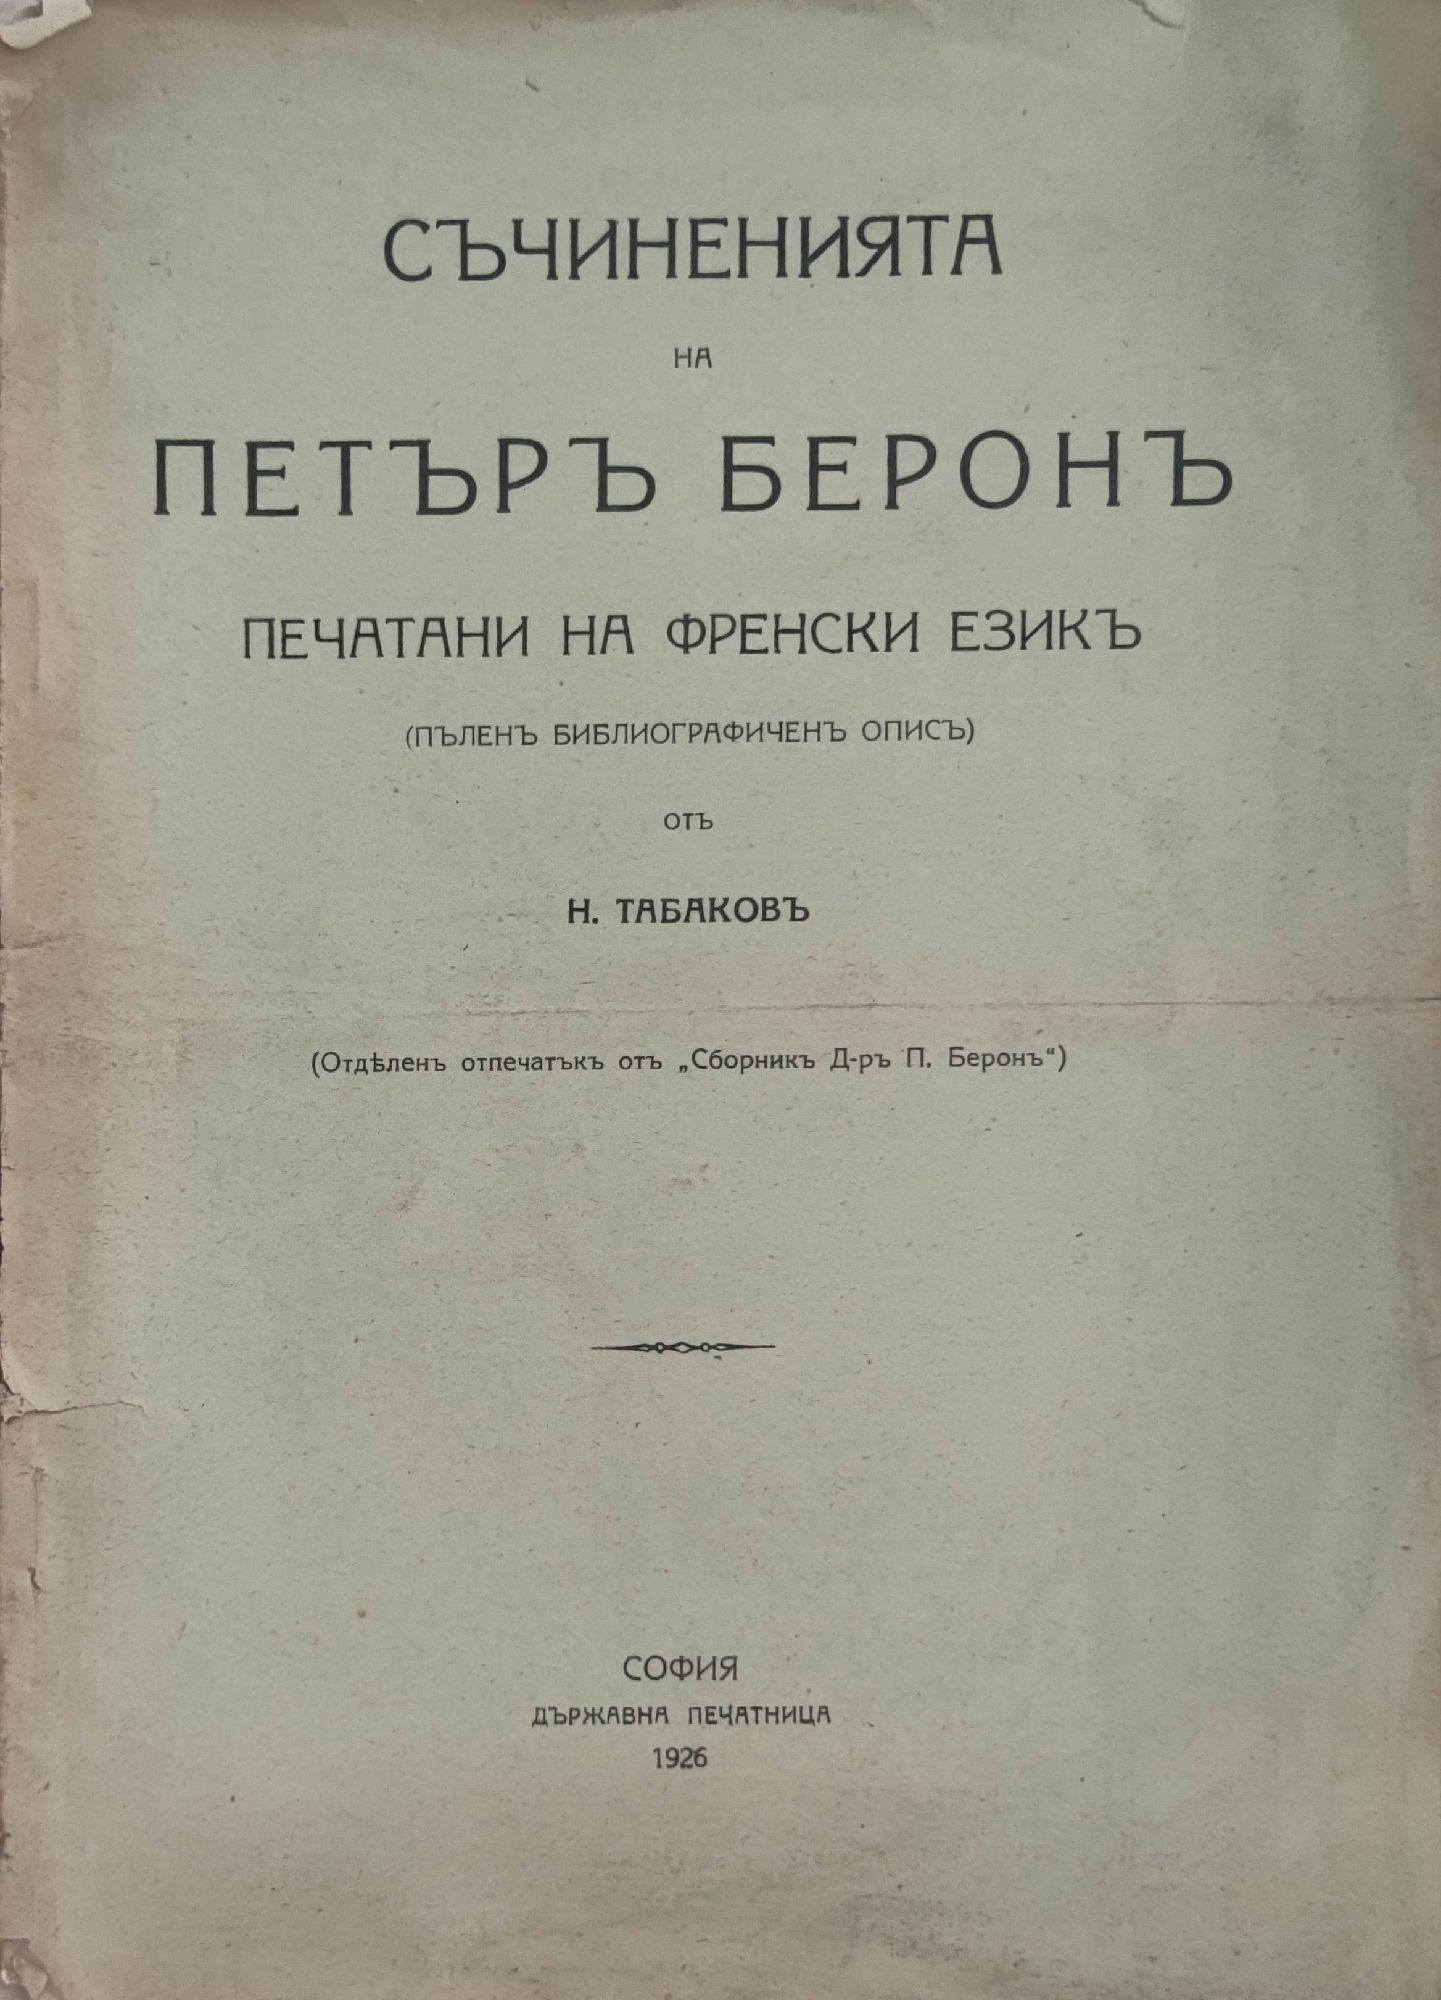 СЪЧИНЕНИЯТА
НА
ПЕТЪРЪ БЕРОНЪ
ПЕЧАТАНИ НА ФРЕНСКИ ЕЗИКЪ
(ПЪЛЕНЪ БИБЛИОГРАФИЧЕНЪ ОПИСЪ)
ОТЪ
Н. ТАБАКОВЪ
(Отдѣленъ отпечатъкъ отъ „Сборникъ Д-ръ П. Беронъ“)
СОФИЯ
ДЪРЖАВНА ПЕЧАТНИЦА
1926